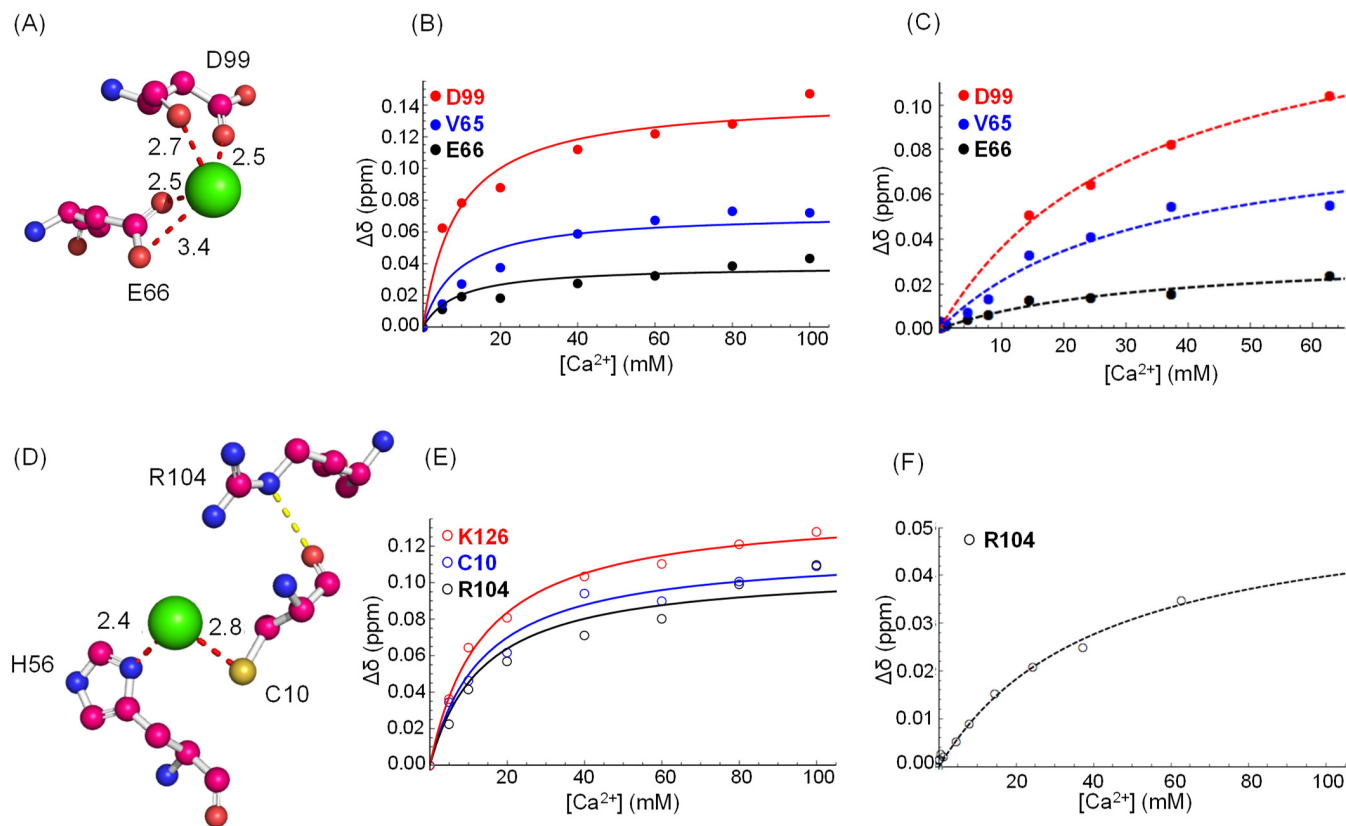 (A)
D99
2.7
2.5
2.5
3.4
E66
(B)
D99
V65
E66
0.14
0.12
0.10
0.08
0.06
0.04
0.02
0.00
Δδ (ppm)
20
40
60
80
100
[Ca²⁺] (mM)
(C)
D99
V65
E66
0.10
0.08
0.06
0.04
0.02
0.00
Δδ (ppm)
10
20
30
40
50
60
[Ca²⁺] (mM)
(D)
R104
2.4
2.8
H56
C10
(E)
K126
C10
R104
0.12
0.10
0.08
0.06
0.04
0.02
0.00
Δδ (ppm)
0
20
40
60
80
100
[Ca²⁺] (mM)
(F)
R104
0.05
0.04
0.03
0.02
0.01
0.00
Δδ (ppm)
20
40
60
80
100
[Ca²⁺] (mM)